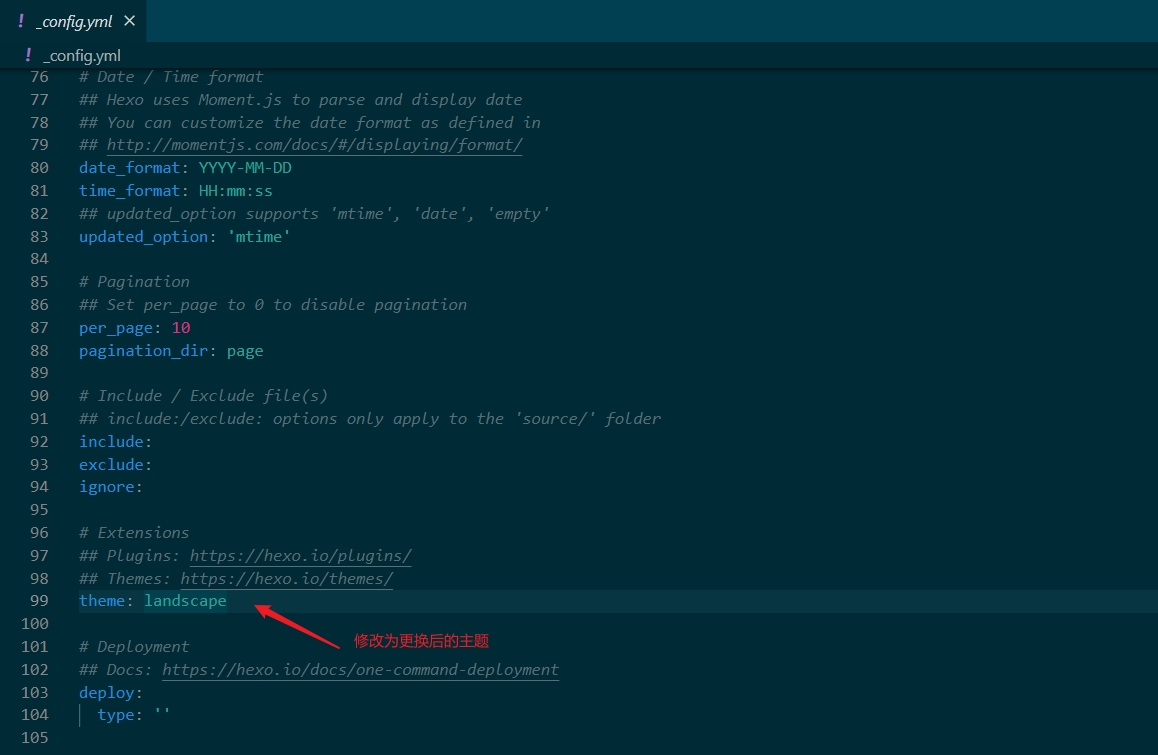 ! _config.yml ×
! _config.yml
76 # Date / Time format
77 ## Hexo uses Moment.js to parse and display date
78 ## You can customize the date format as defined in
79 ## http://momentjs.com/docs/#/displaying/format/
80 date_format: YYYY-MM-DD
81 time_format: HH:mm:ss
82 ## updated_option supports 'mtime', 'date', 'empty'
83 updated_option: 'mtime'
84
85 # Pagination
86 ## Set per_page to 0 to disable pagination
87 per_page: 10
88 pagination_dir: page
89
90 # Include / Exclude file(s)
91 ## include:/exclude: options only apply to the 'source/' folder
92 include:
93 exclude:
94 ignore:
95
96 # Extensions
97 ## Plugins: https://hexo.io/plugins/
98 ## Themes: https://hexo.io/themes/
99 theme: landscape
100
修改为更换后的主题
101 # Deployment
102 ## Docs: https://hexo.io/docs/one-command-deployment
103 deploy:
104 type: ''
105